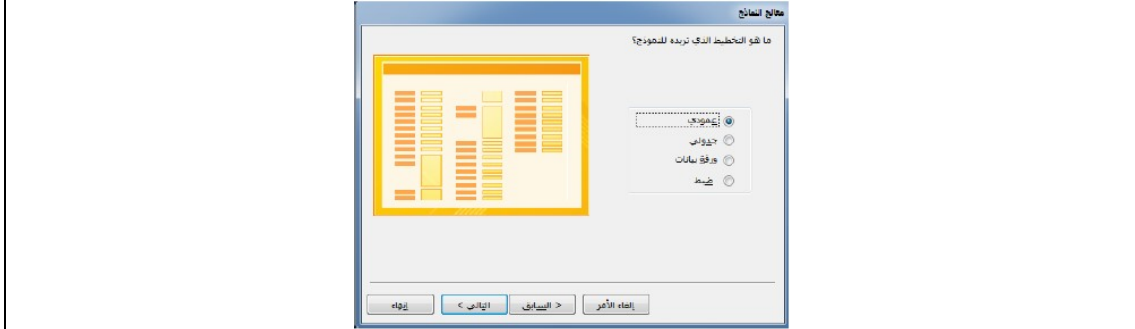 معالج النماذج
ما هو التخطيط الذي تريده للنموذج؟
عمودي
جدولي
ورقة بيانات
ضبط
إلغاء الأمر
< السابق
التالي >
إنهاء